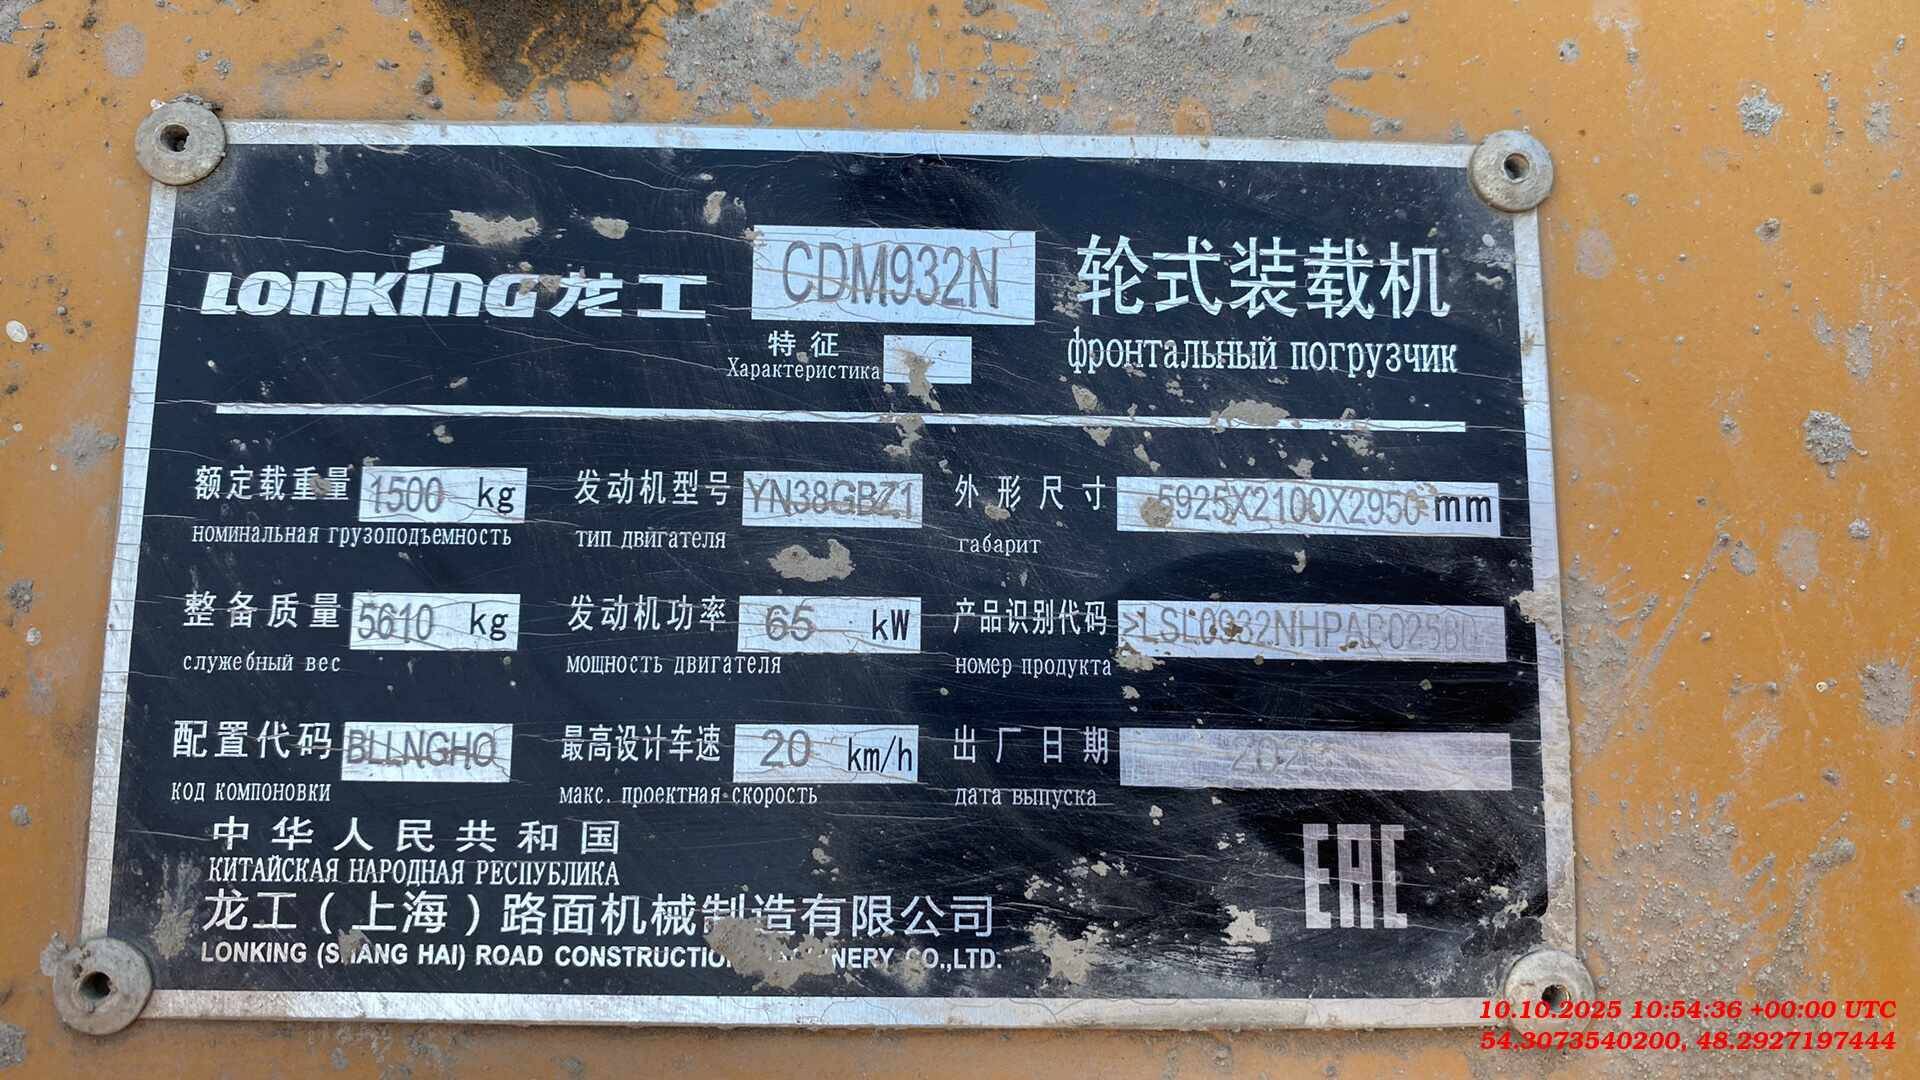 LONKING龙工 CDM932N 轮式装载机
特征
Характеристика
фронтальный погрузчик
额定载重量 1500 kg 发动机型号 YN38GBZ1 外形尺寸 5925X2100X2950 mm
номинальная грузоподъемность тип двигателя габарит
整备质量 5610 kg 发动机功率 65 kW 产品识别代码
служебный вес мощность двигателя номер продукта
配置代码 BLLNGHO 最高设计车速 20 km/h 出厂日期
код компоновки макс. проектная скорость дата выпуска
中华人民共和国
КИТАЙСКАЯ НАРОДНАЯ РЕСПУБЛИКА
龙工(上海)路面机械制造有限公司
LONKING (SHANG HAI) ROAD CONSTRUCTION MACHINERY CO.,LTD.
EAC
10.10.2025 10:54:36 +00:00 UTC
54.3073540200, 48.2927197444